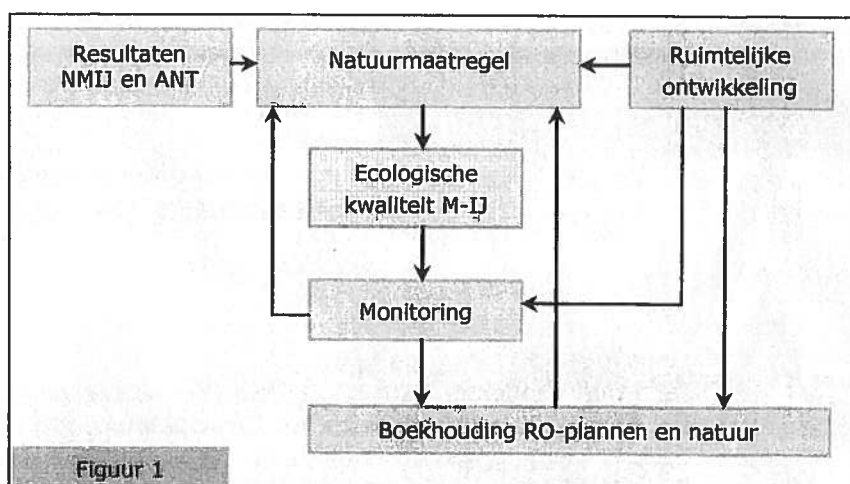 Resultaten
NMIJ en ANT
Natuurmaatregel
Ruimtelijke
ontwikkeling
Ecologische
kwaliteit M-IJ
Monitoring
Boekhouding RO-plannen en natuur
Figuur 1